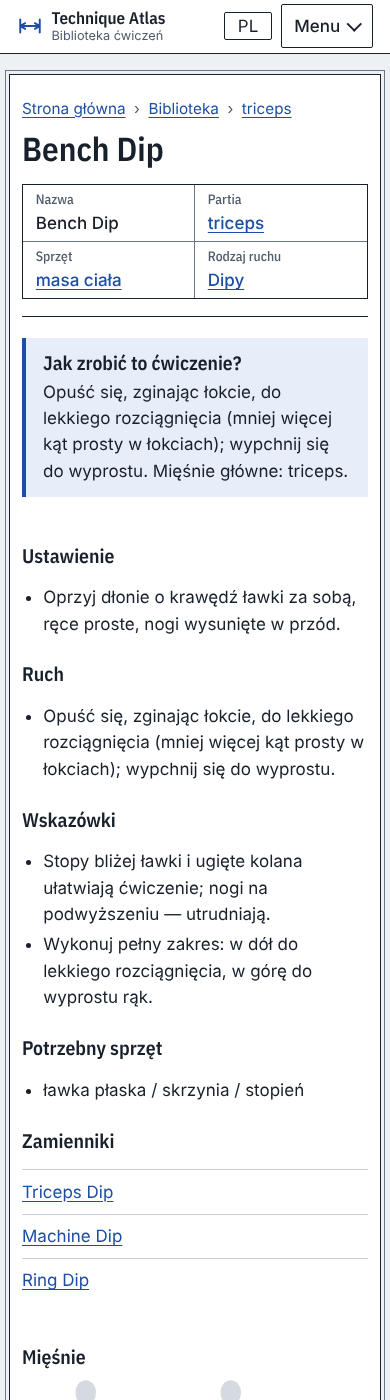 Technique Atlas
Biblioteka ćwiczeń
PL
Menu
Strona główna › Biblioteka › triceps
Bench Dip
Nazwa
Bench Dip
Partia
triceps
Sprzęt
masa ciała
Rodzaj ruchu
Dipy
Jak zrobić to ćwiczenie?
Opuść się, zginając łokcie, do
lekkiego rozciągnięcia (mniej więcej
kąt prosty w łokciach); wypchnij się
do wyprostu. Mięśnie główne: triceps.
Ustawienie
• Oprzyj dłonie o krawędź ławki za sobą,
ręce proste, nogi wysunięte w przód.
Ruch
• Opuść się, zginając łokcie, do lekkiego
rozciągnięcia (mniej więcej kąt prosty w
łokciach); wypchnij się do wyprostu.
Wskazówki
• Stopy bliżej ławki i ugięte kolana
ułatwiają ćwiczenie; nogi na
podwyższeniu — utrudniają.
• Wykonuj pełny zakres: w dół do
lekkiego rozciągnięcia, w górę do
wyprostu rąk.
Potrzebny sprzęt
• ławka płaska / skrzynia / stopień
Zamienniki
Triceps Dip
Machine Dip
Ring Dip
Mięśnie